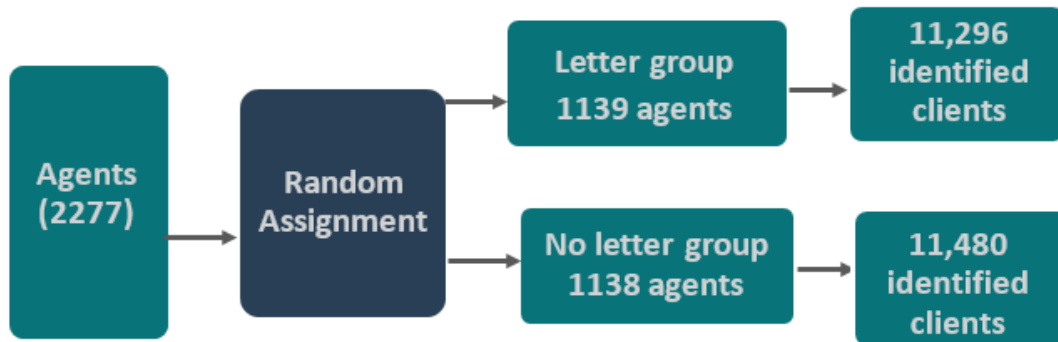 Agents
(2277)
Random
Assignment
Letter group
1139 agents
11,296
identified
clients
No letter group
1138 agents
11,480
identified
clients